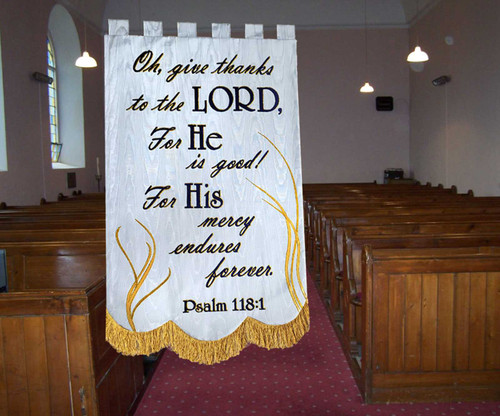 Oh, give thanks
to the LORD,
For He
is good!
For His
mercy
endures
forever.
Psalm 118:1